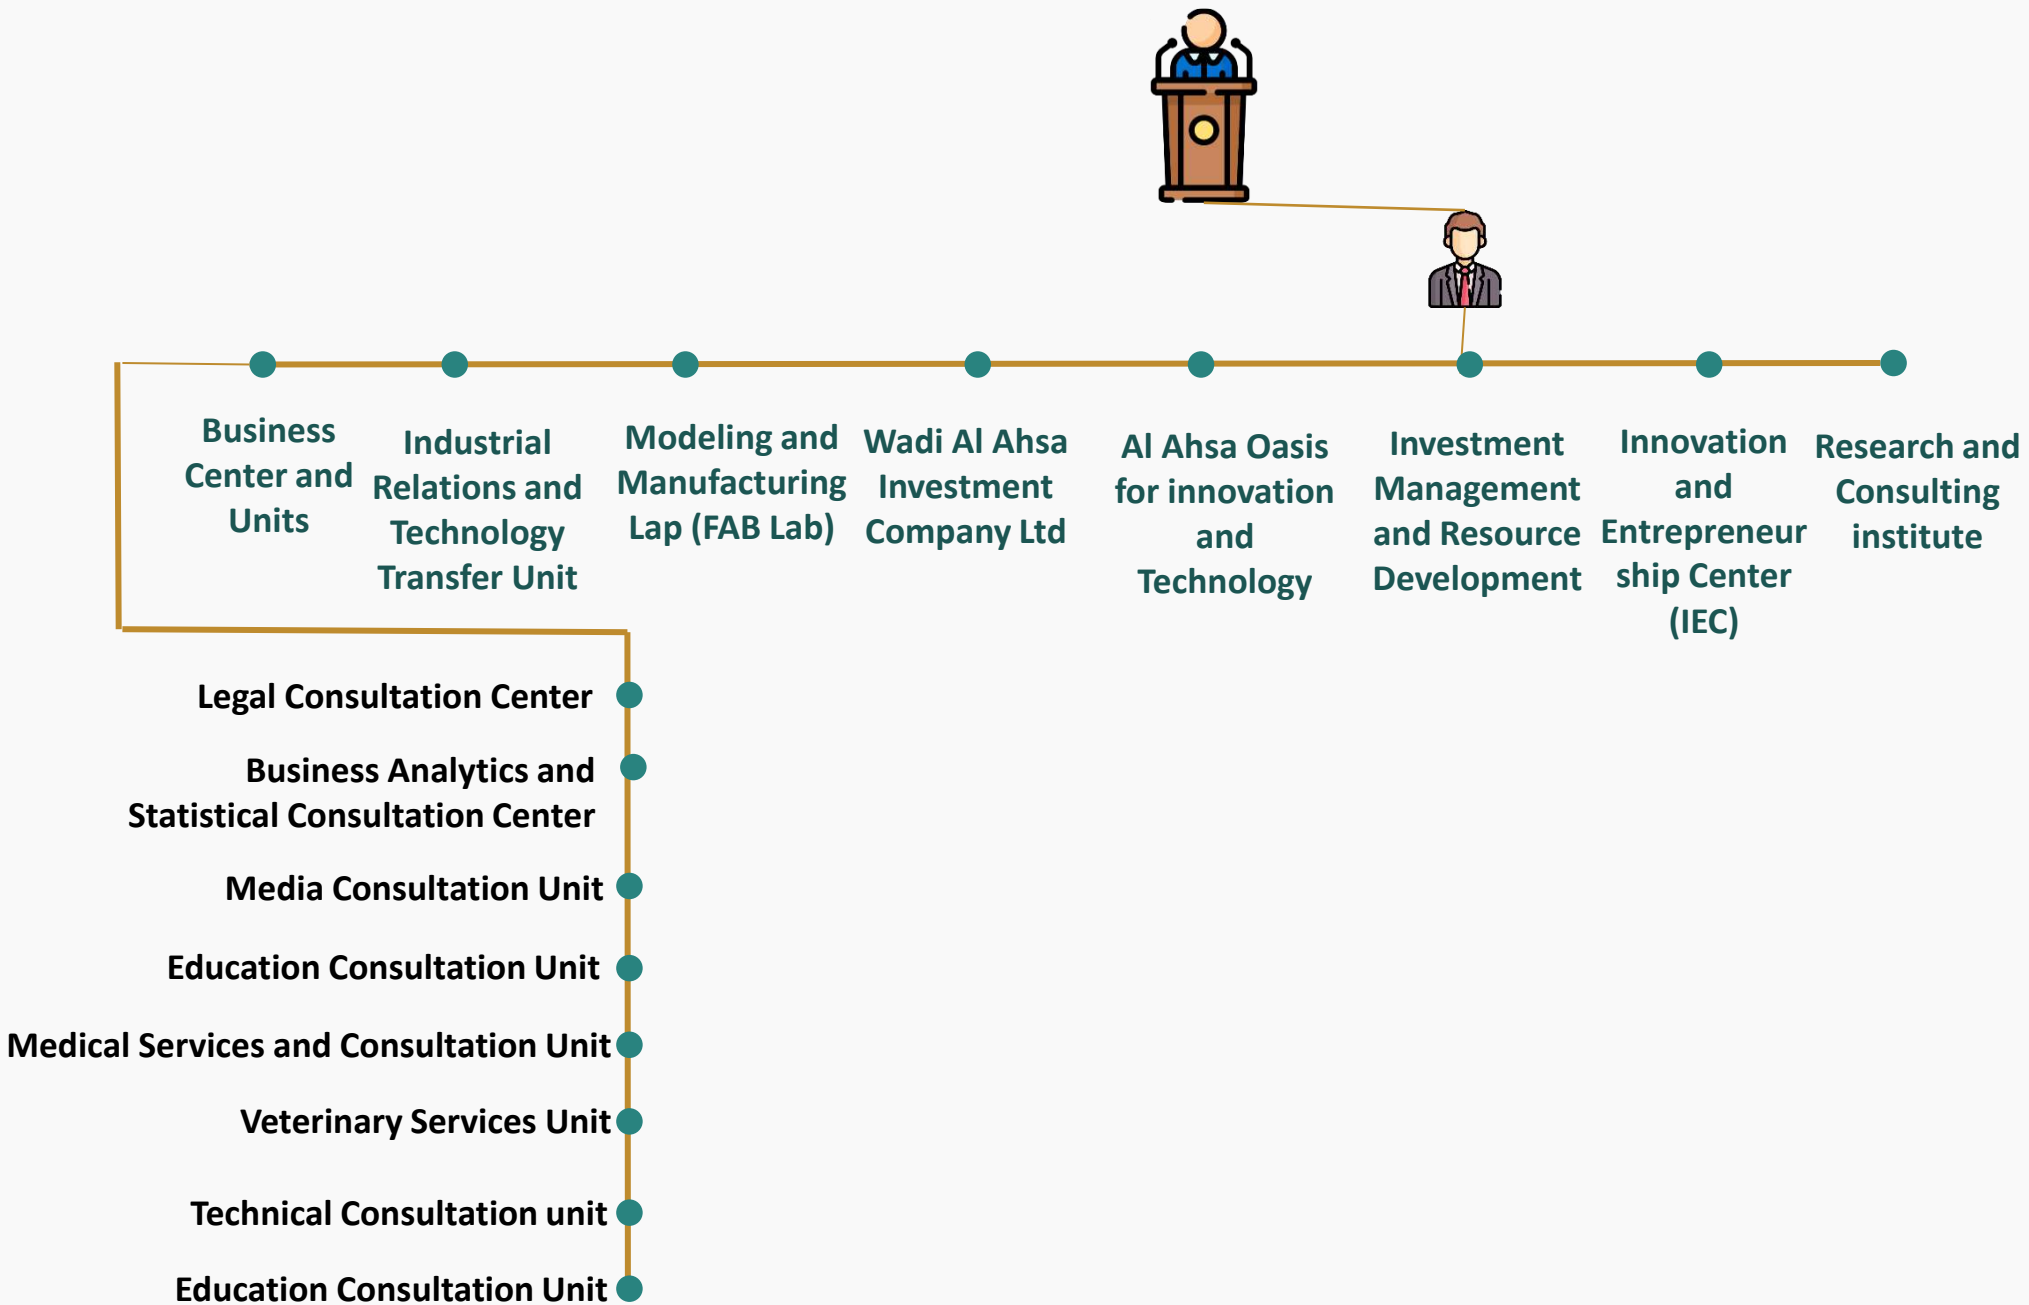 Business
Center and
Units
Industrial
Relations and
Technology
Transfer Unit
Modeling and
Manufacturing
Lap (FAB Lab)
Wadi Al Ahsa
Investment
Company Ltd
Al Ahsa Oasis
for innovation
and
Technology
Investment
Management
and Resource
Development
Innovation
and
Entrepreneur
ship Center
(IEC)
Research and
Consulting
institute
Legal Consultation Center
Business Analytics and
Statistical Consultation Center
Media Consultation Unit
Education Consultation Unit
Medical Services and Consultation Unit
Veterinary Services Unit
Technical Consultation unit
Education Consultation Unit